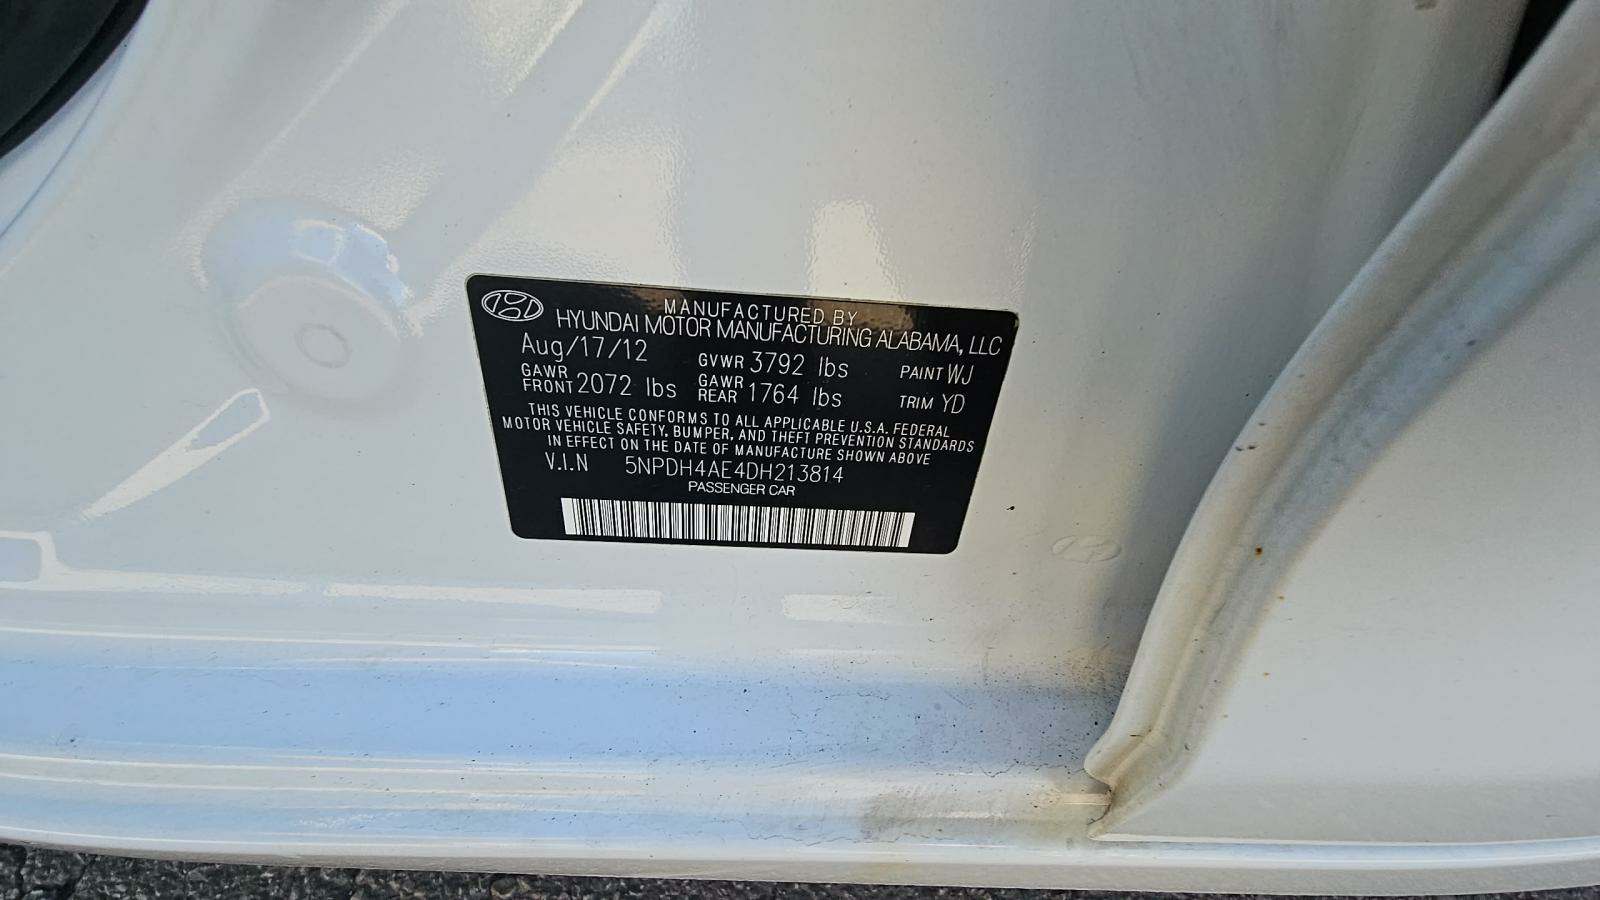 MANUFACTURED BY
HYUNDAI MOTOR MANUFACTURING ALABAMA, LLC
Aug/17/12 GVWR 3792 lbs PAINT WJ
GAWR FRONT 2072 lbs GAWR REAR 1764 lbs TRIM YD
THIS VEHICLE CONFORMS TO ALL APPLICABLE U.S.A. FEDERAL
MOTOR VEHICLE SAFETY, BUMPER, AND THEFT PREVENTION STANDARDS
IN EFFECT ON THE DATE OF MANUFACTURE SHOWN ABOVE
V.I.N 5NPDH4AE4DH213814
PASSENGER CAR